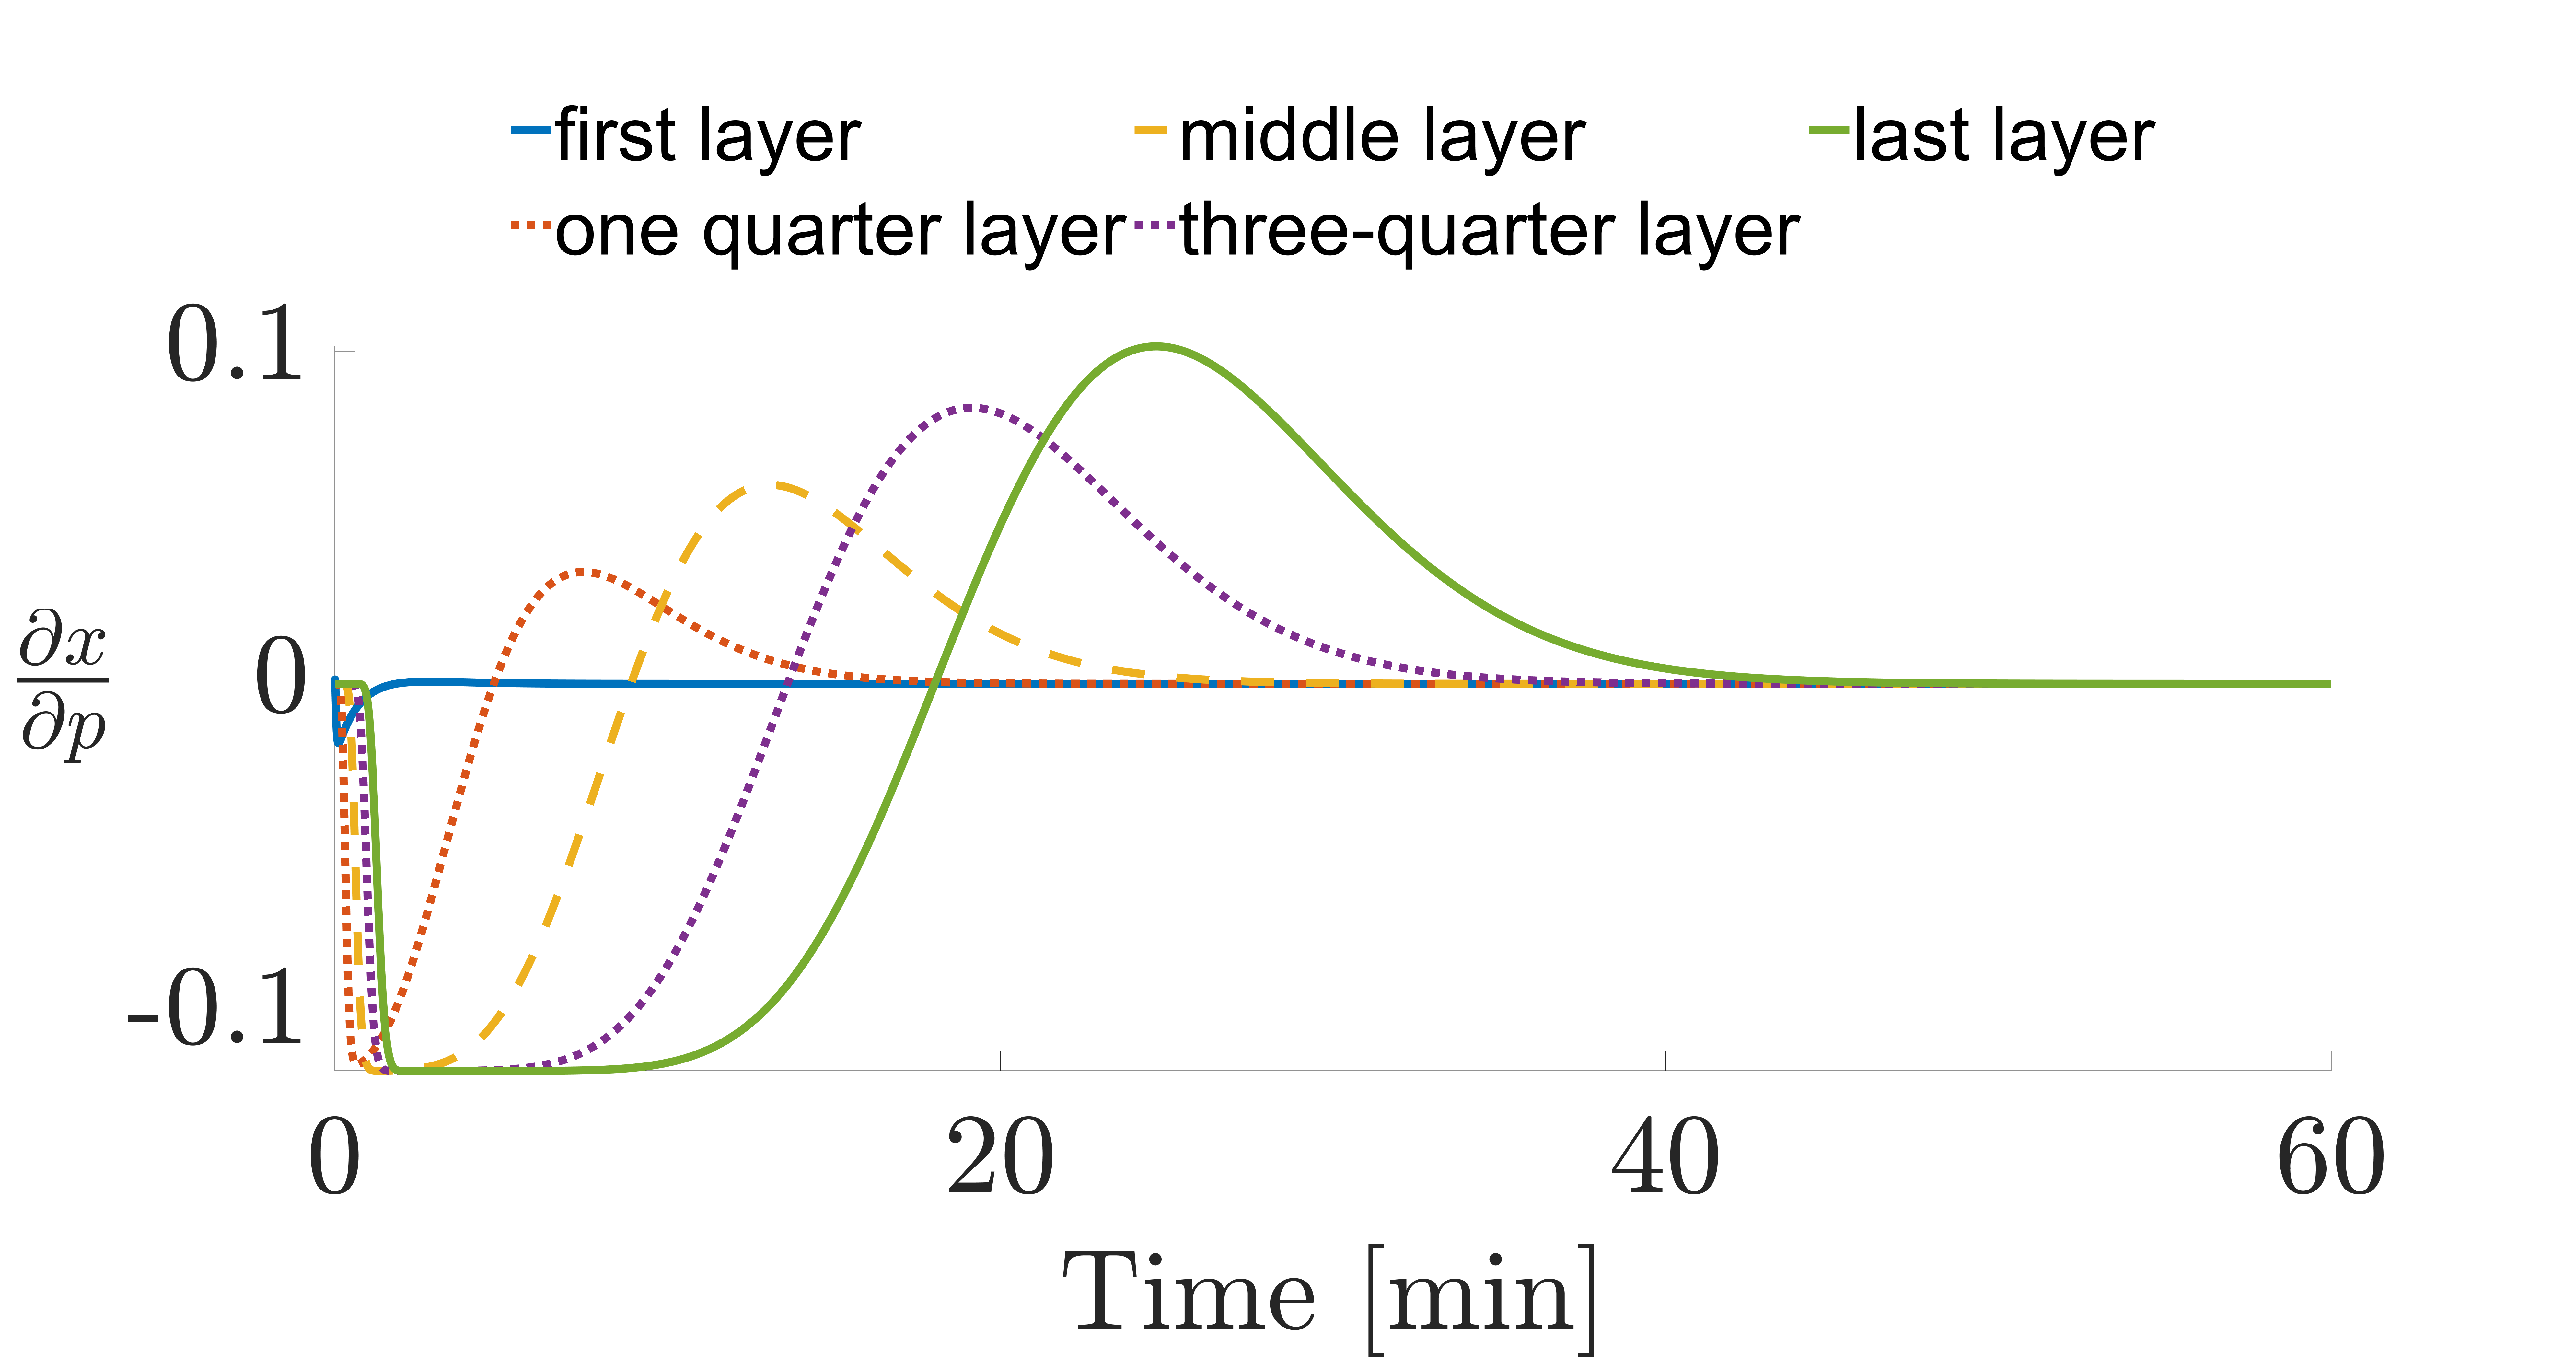 first layer
middle layer
last layer
one quarter layer
three-quarter layer
0.1
0
-0.1
∂x
∂p
0
20
40
60
Time [min]